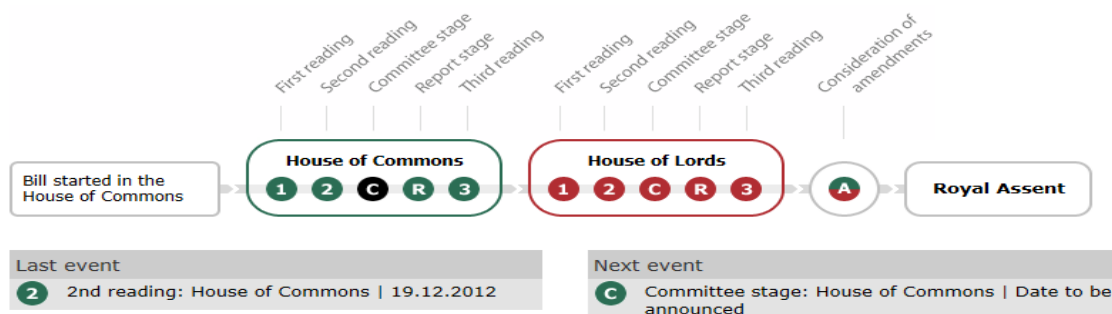 First reading
Second reading
Committee stage
Report stage
Third reading
First reading
Second reading
Committee stage
Report stage
Third reading
Consideration of
amendments
Bill started in the
House of Commons
House of Commons
1 2 C R 3
House of Lords
1 2 C R 3
A
Royal Assent
Last event
2 2nd reading: House of Commons | 19.12.2012
Next event
C Committee stage: House of Commons | Date to be
announced